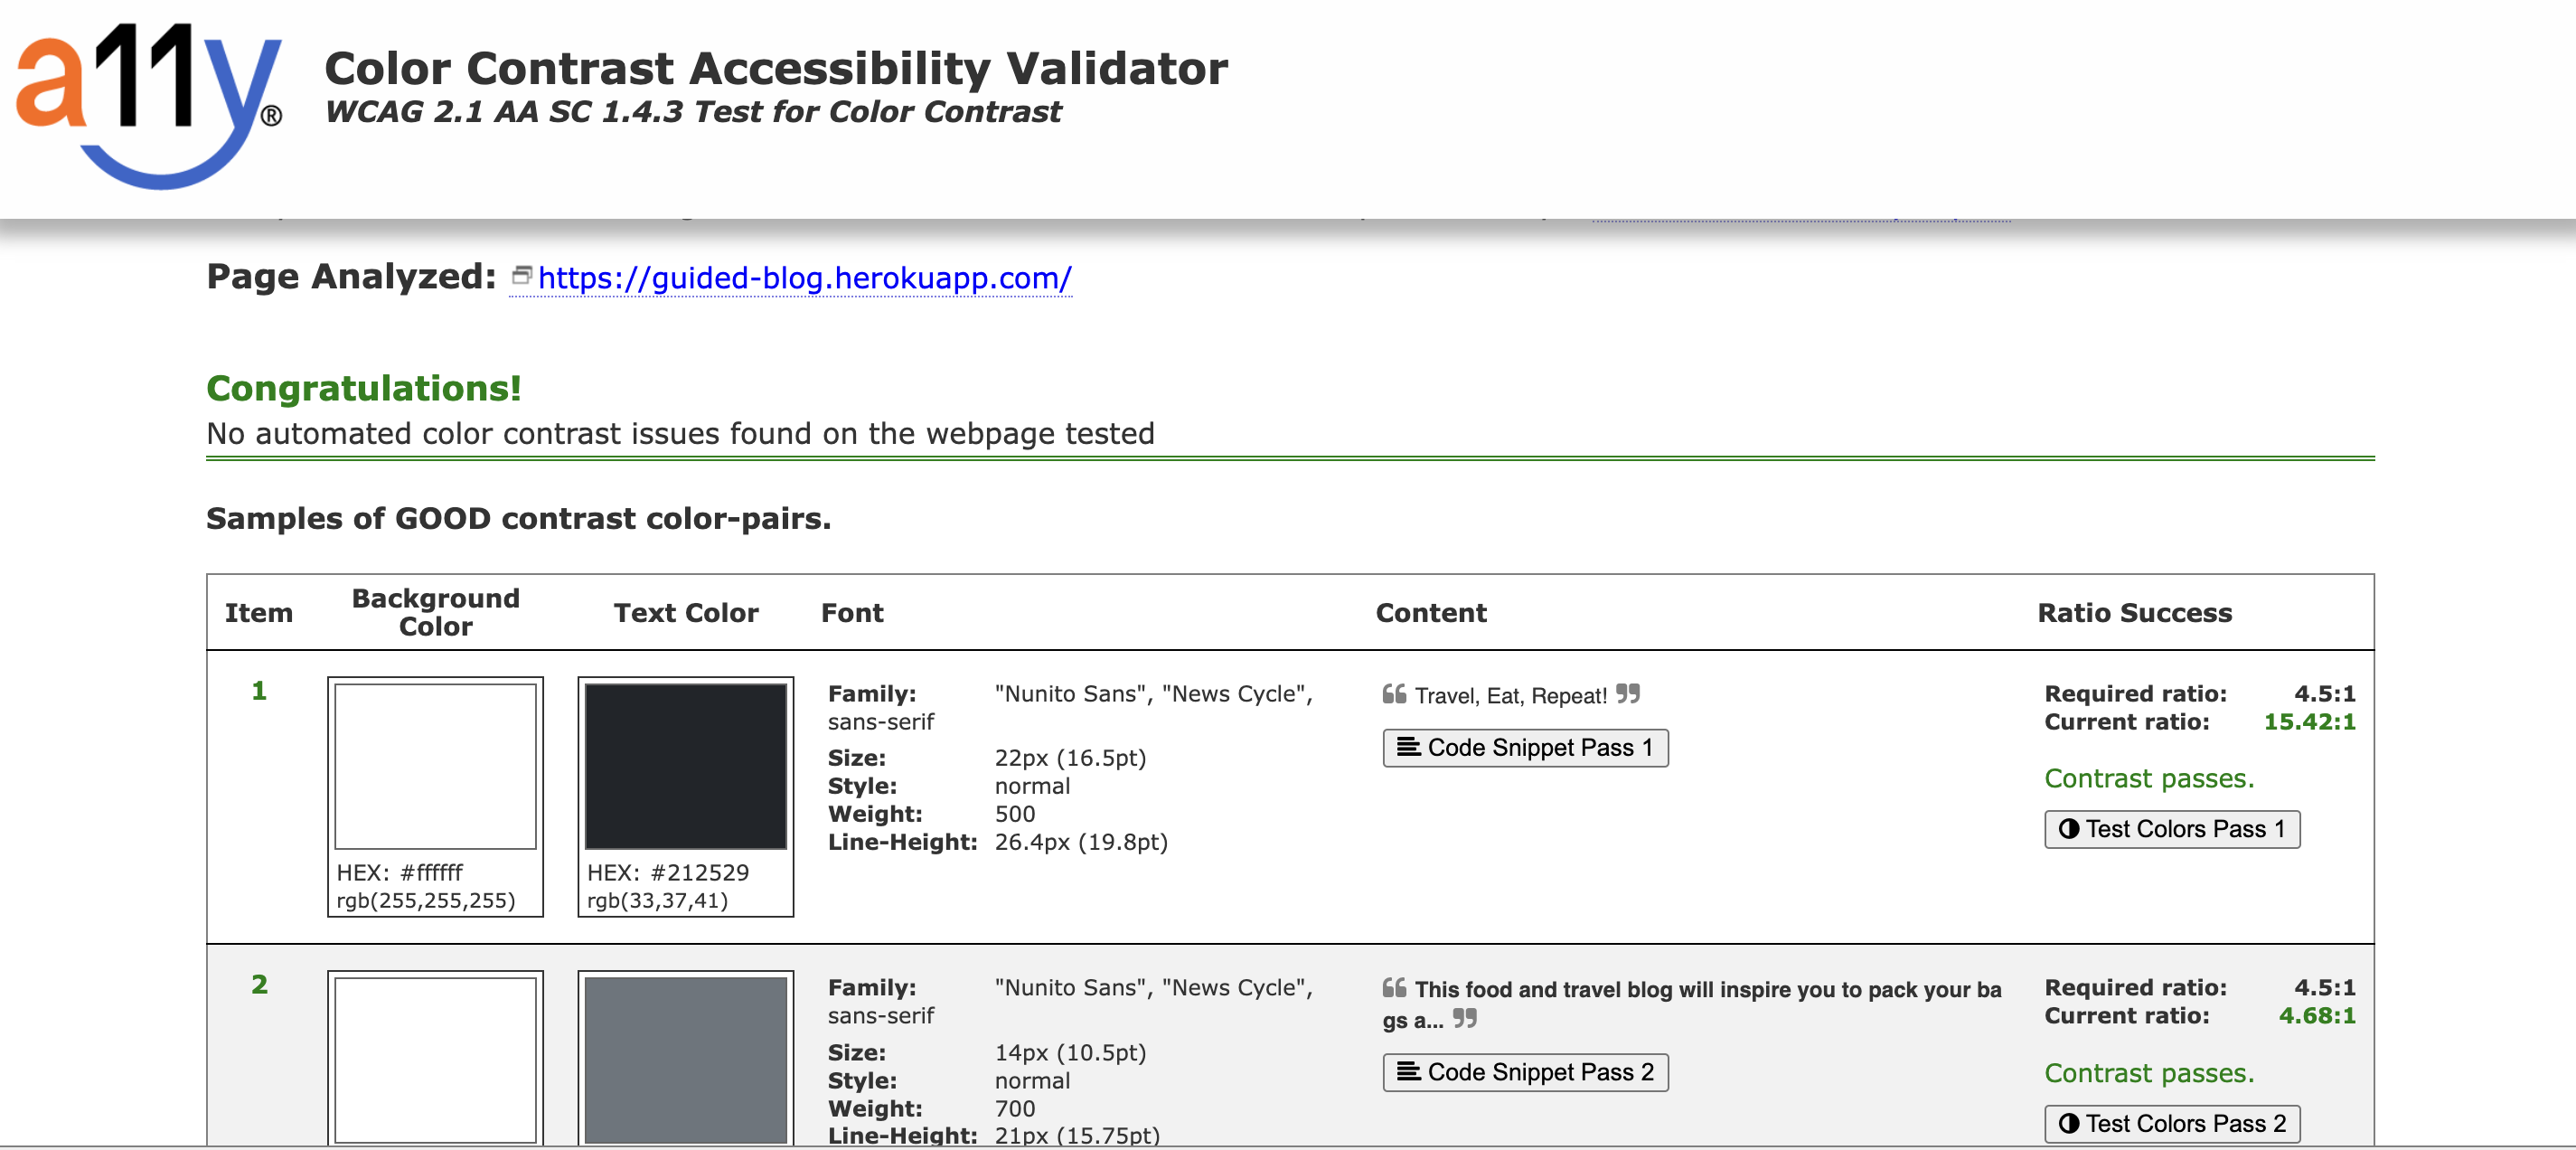 a11y®
Color Contrast Accessibility Validator
WCAG 2.1 AA SC 1.4.3 Test for Color Contrast
Page Analyzed: https://guided-blog.herokuapp.com/
Congratulations!
No automated color contrast issues found on the webpage tested
Samples of GOOD contrast color-pairs.
Item
Background
Color
Text Color
Font
Content
Ratio Success
1
HEX: #ffffff
rgb(255,255,255)
HEX: #212529
rgb(33,37,41)
Family: "Nunito Sans", "News Cycle",
sans-serif
Size: 22px (16.5pt)
Style: normal
Weight: 500
Line-Height: 26.4px (19.8pt)
❝ Travel, Eat, Repeat! ❞
Code Snippet Pass 1
Required ratio: 4.5:1
Current ratio: 15.42:1
Contrast passes.
Test Colors Pass 1
2
Family: "Nunito Sans", "News Cycle",
sans-serif
Size: 14px (10.5pt)
Style: normal
Weight: 700
Line-Height: 21px (15.75pt)
❝ This food and travel blog will inspire you to pack your ba
gs a... ❞
Code Snippet Pass 2
Required ratio: 4.5:1
Current ratio: 4.68:1
Contrast passes.
Test Colors Pass 2